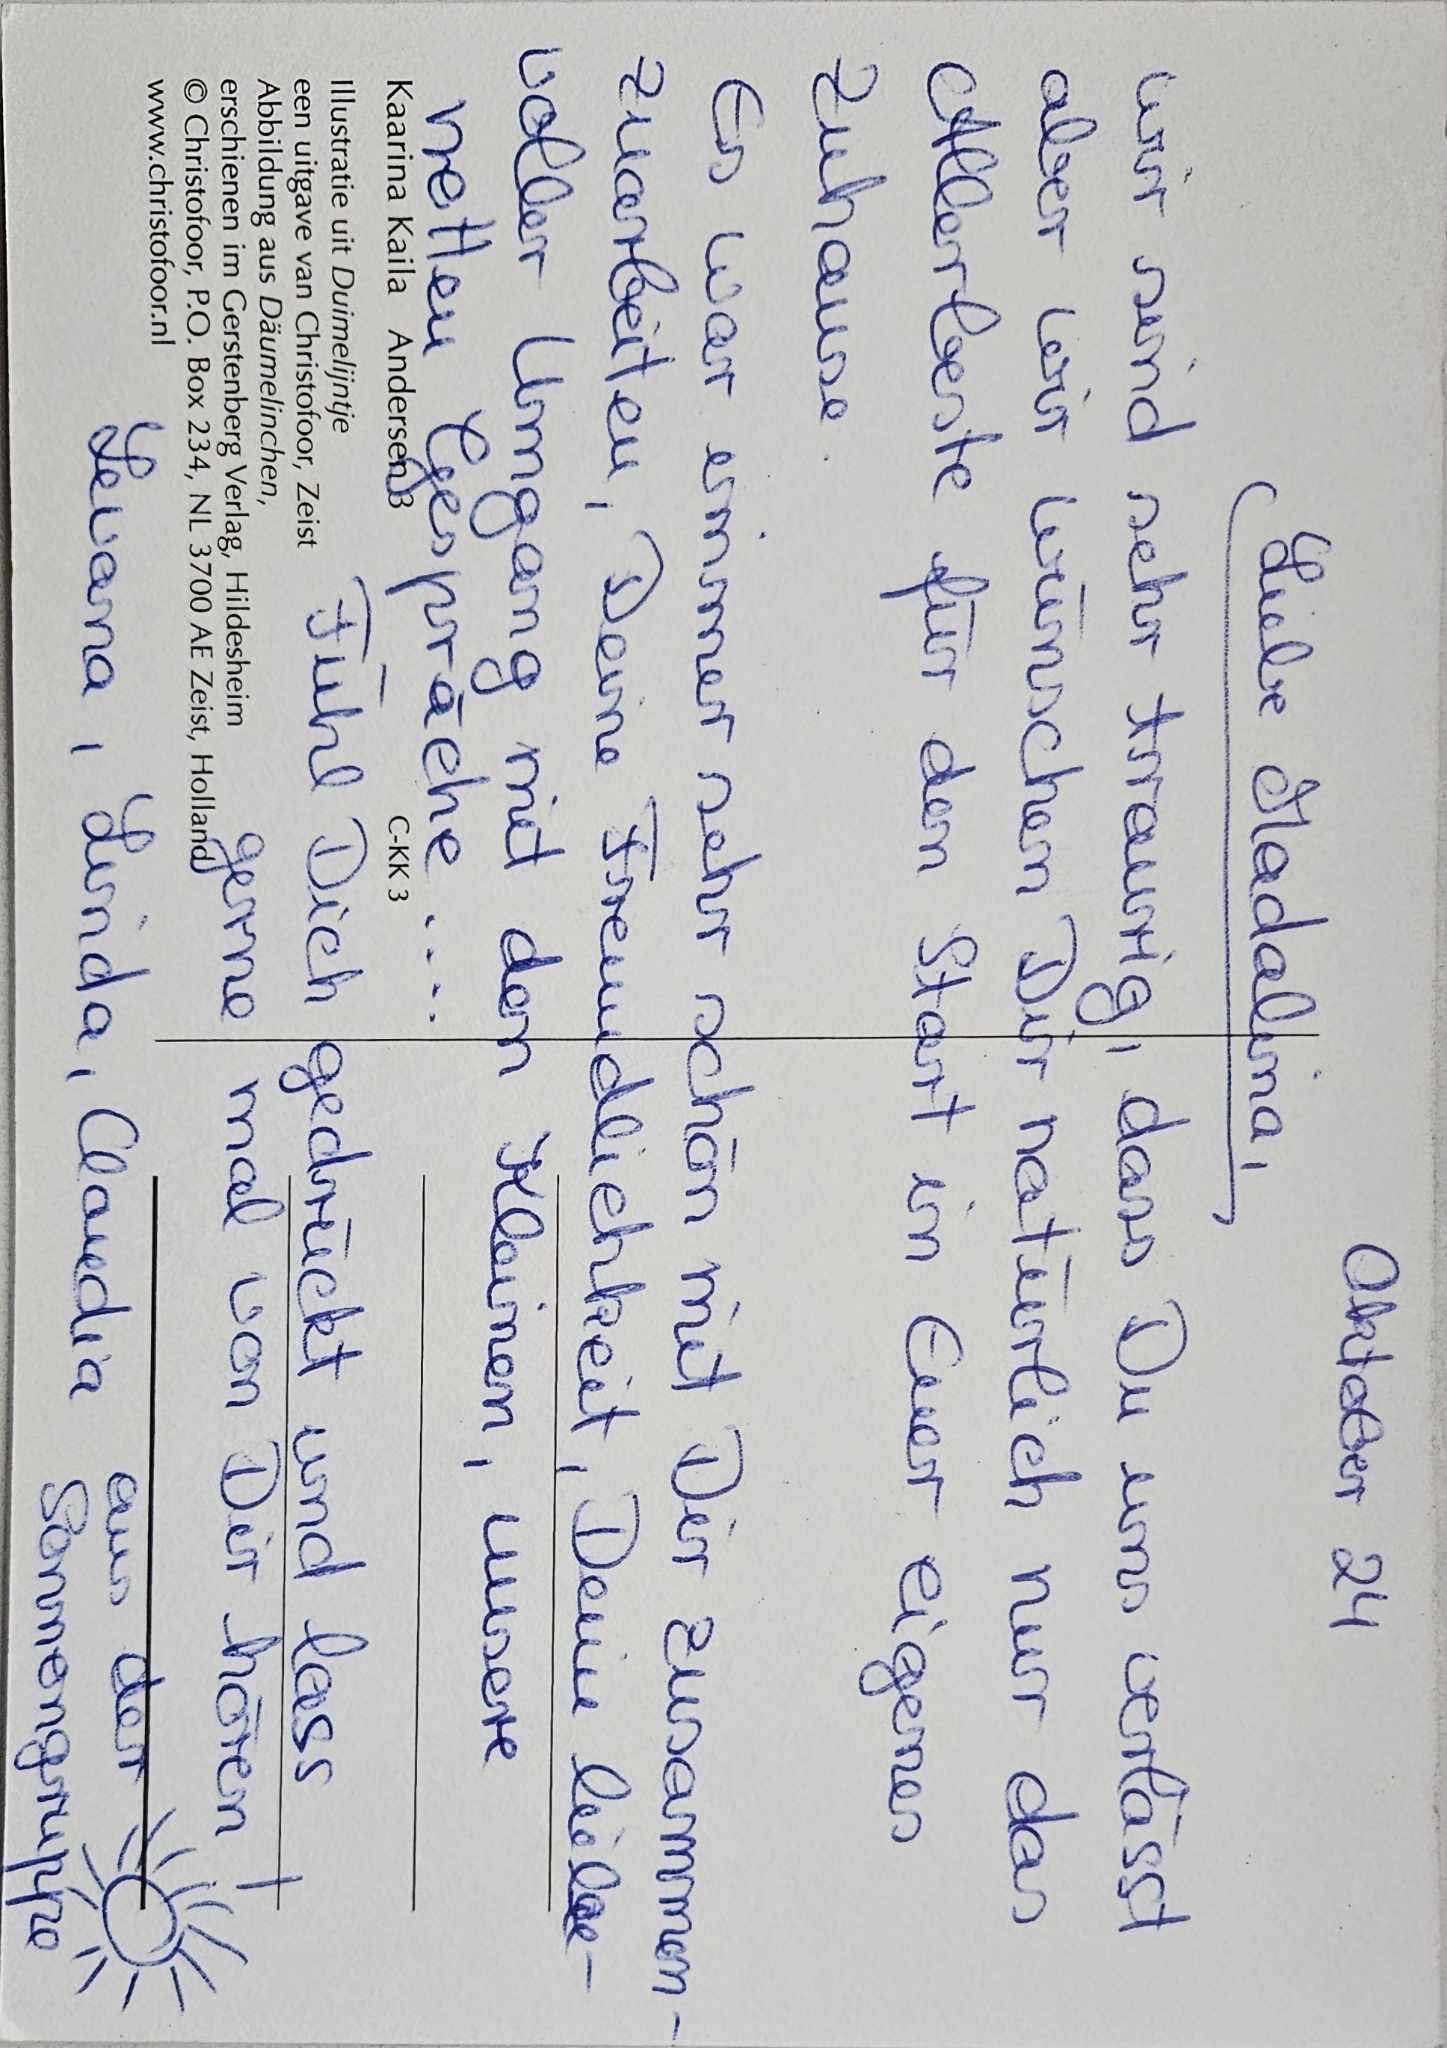 Oktober 24
Liebe Madalina,
wir sind sehr traurig, dass Du uns verlässt
aber wir wünschen Dir natürlich nur das
Allerbeste für den Start in Euer eigenes
Zuhause.
Es war immer sehr schön mit Dir zusammen-
zuarbeiten, Deine Freundlichkeit, Dein liebe-
voller Umgang mit den Kleinen, unsere
netten Gespräche ....
Kaarina Kaila Andersen 3 C-KK 3
Illustratie uit Duimelijntje
een uitgave van Christofoor, Zeist
Abbildung aus Däumelinchen,
erschienen im Gerstenberg Verlag, Hildesheim
© Christofoor, P.O. Box 234, NL 3700 AE Zeist, Holland
www.christofoor.nl
Fühl Dich gedrückt und lass
gerne mal von Dir hören!
Levana, Linda, Claudia aus der
Sonnengruppe